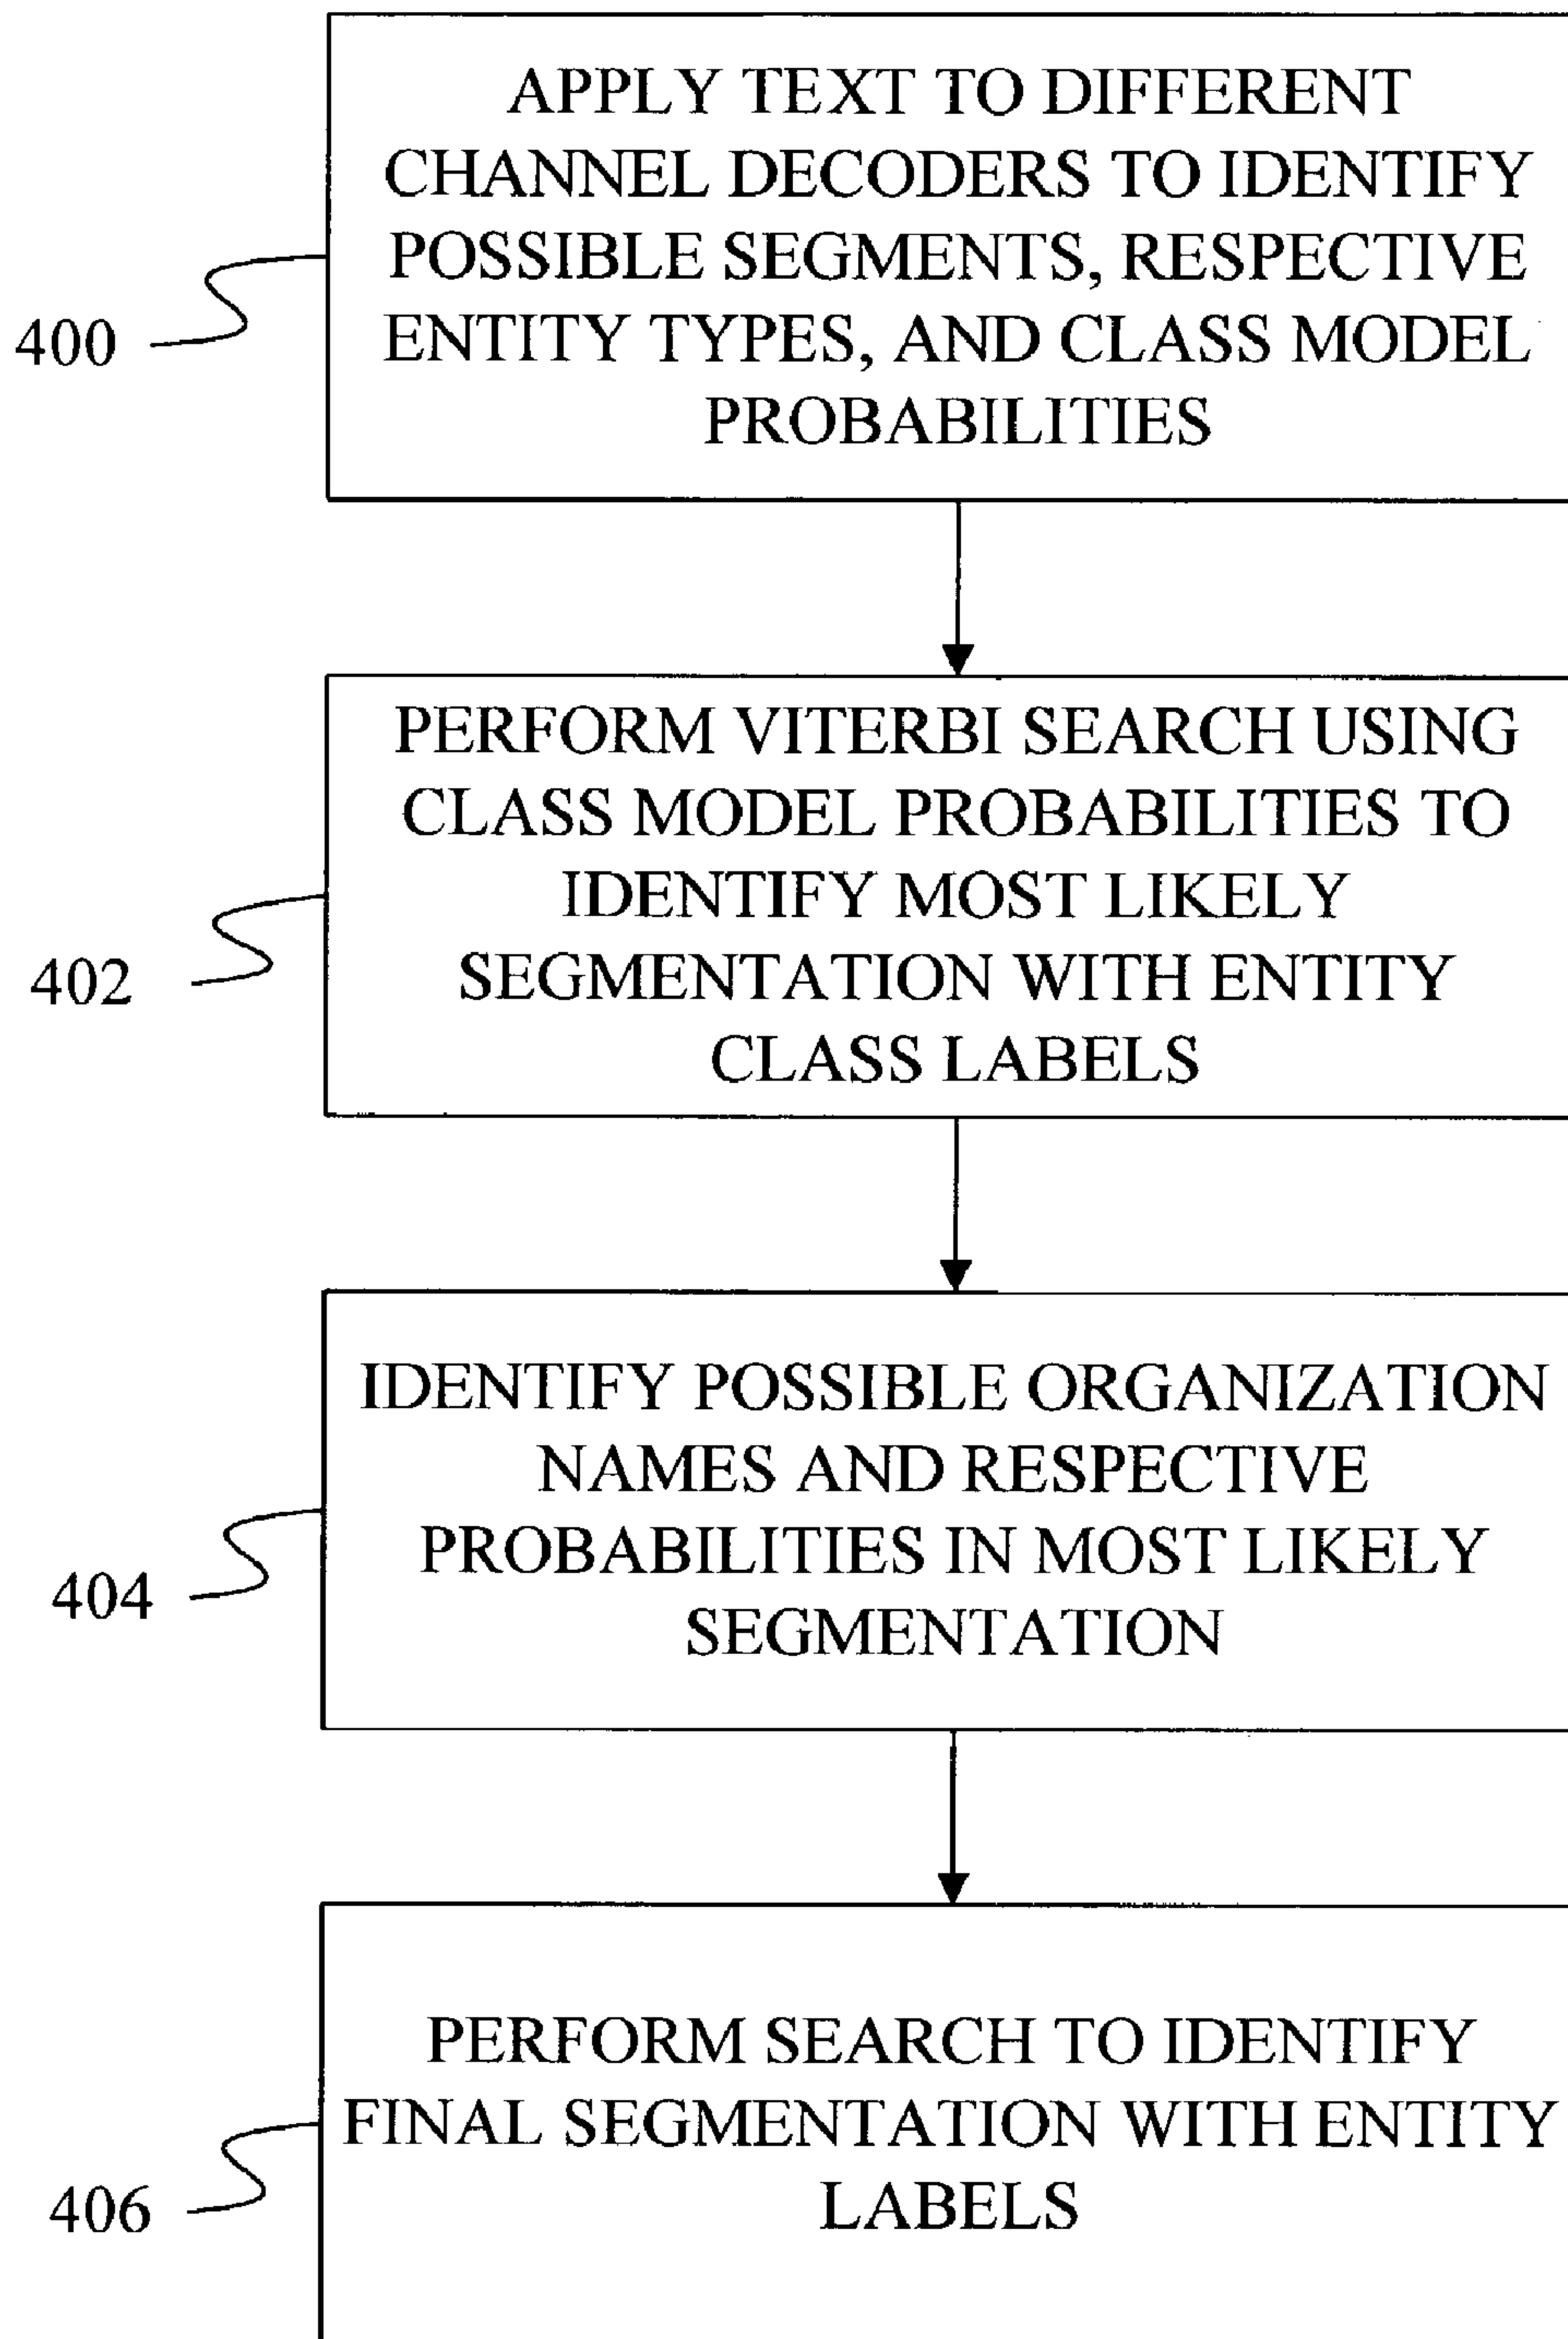 APPLY TEXT TO DIFFERENT
CHANNEL DECODERS TO IDENTIFY
POSSIBLE SEGMENTS, RESPECTIVE
ENTITY TYPES, AND CLASS MODEL
PROBABILITIES
400
PERFORM VITERBI SEARCH USING
CLASS MODEL PROBABILITIES TO
IDENTIFY MOST LIKELY
SEGMENTATION WITH ENTITY
CLASS LABELS
402
IDENTIFY POSSIBLE ORGANIZATION
NAMES AND RESPECTIVE
PROBABILITIES IN MOST LIKELY
SEGMENTATION
404
PERFORM SEARCH TO IDENTIFY
FINAL SEGMENTATION WITH ENTITY
LABELS
406